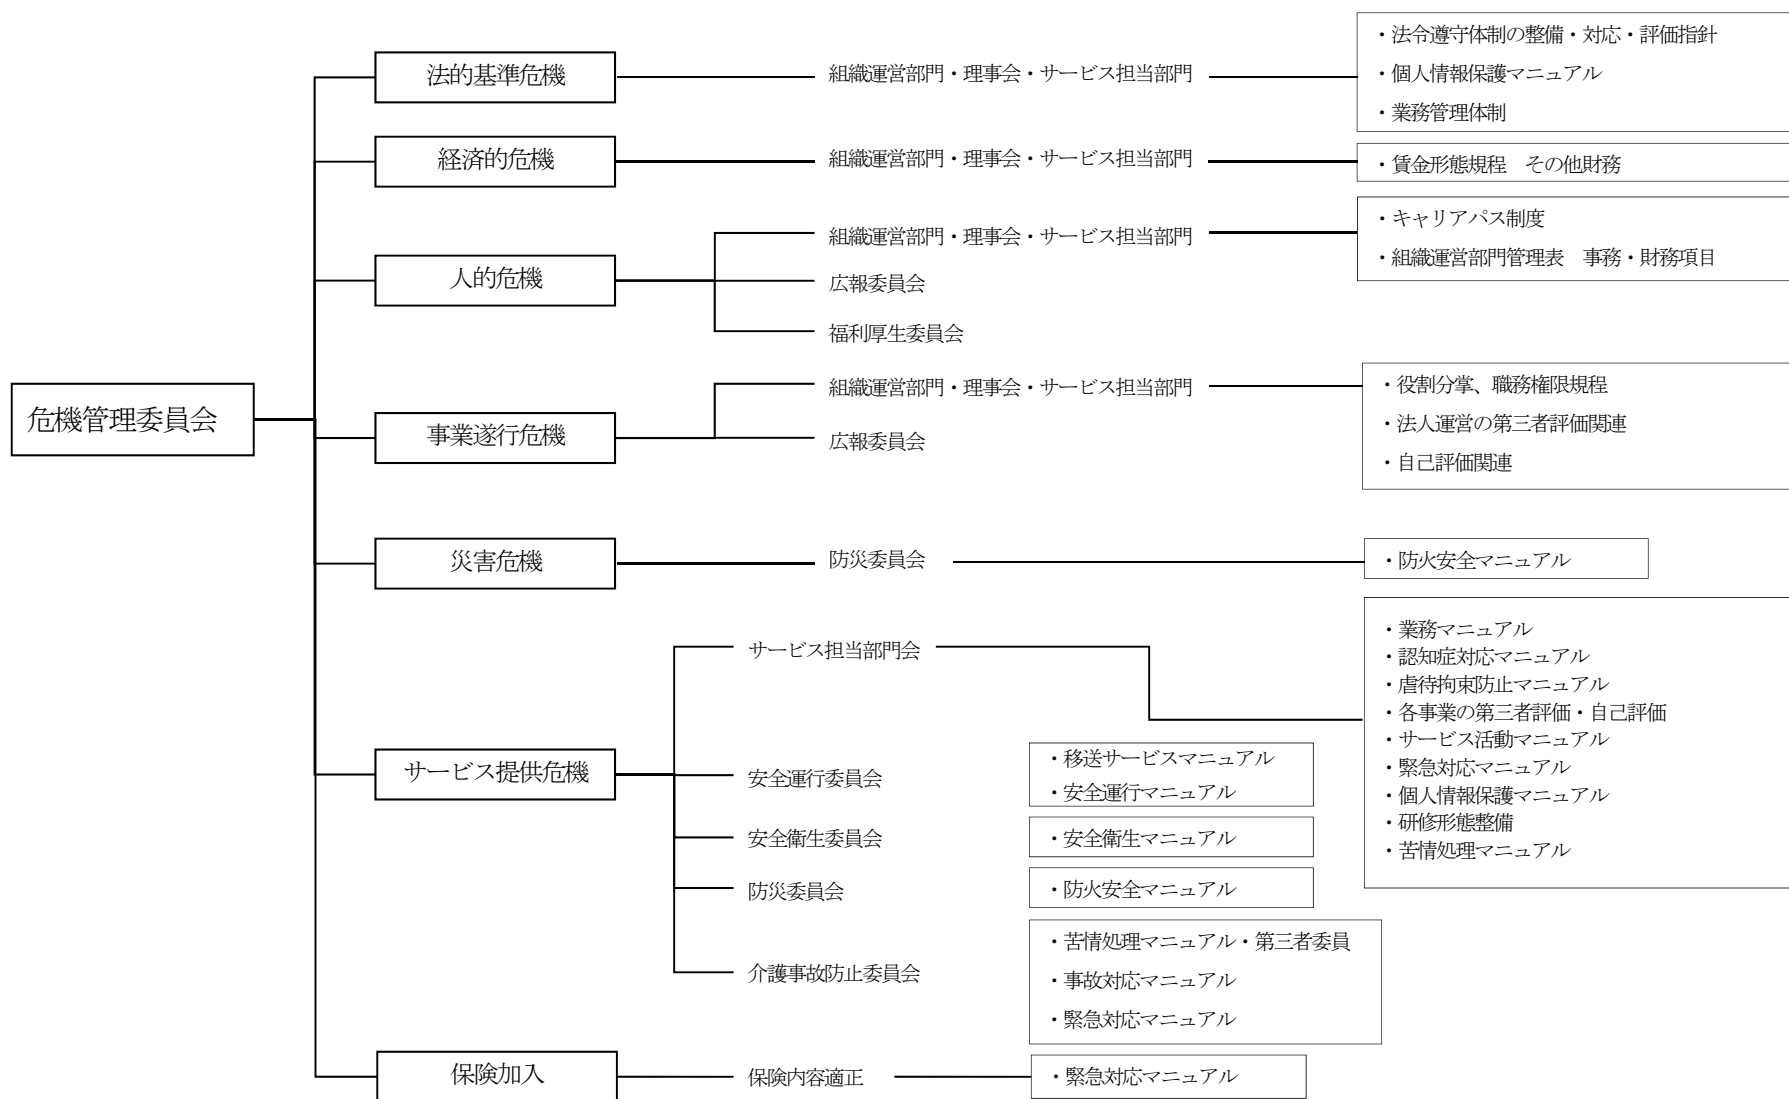 危機管理委員会
法的基準危機
組織運営部門・理事会・サービス担当部門
・法令遵守体制の整備・対応・評価指針
・個人情報保護マニュアル
・業務管理体制
経済的危機
組織運営部門・理事会・サービス担当部門
・賃金形態規程　その他財務
人的危機
組織運営部門・理事会・サービス担当部門
・キャリアパス制度
・組織運営部門管理表　事務・財務項目
広報委員会
福利厚生委員会
事業遂行危機
組織運営部門・理事会・サービス担当部門
・役割分掌、職務権限規程
・法人運営の第三者評価関連
・自己評価関連
広報委員会
災害危機
防災委員会
・防火安全マニュアル
サービス提供危機
サービス担当部門会
・業務マニュアル
・認知症対応マニュアル
・虐待拘束防止マニュアル
・各事業の第三者評価・自己評価
・サービス活動マニュアル
・緊急対応マニュアル
・個人情報保護マニュアル
・研修形態整備
・苦情処理マニュアル
安全運行委員会
・移送サービスマニュアル
・安全運行マニュアル
安全衛生委員会
・安全衛生マニュアル
防災委員会
・防火安全マニュアル
介護事故防止委員会
・苦情処理マニュアル・第三者委員
・事故対応マニュアル
・緊急対応マニュアル
保険加入
保険内容適正
・緊急対応マニュアル